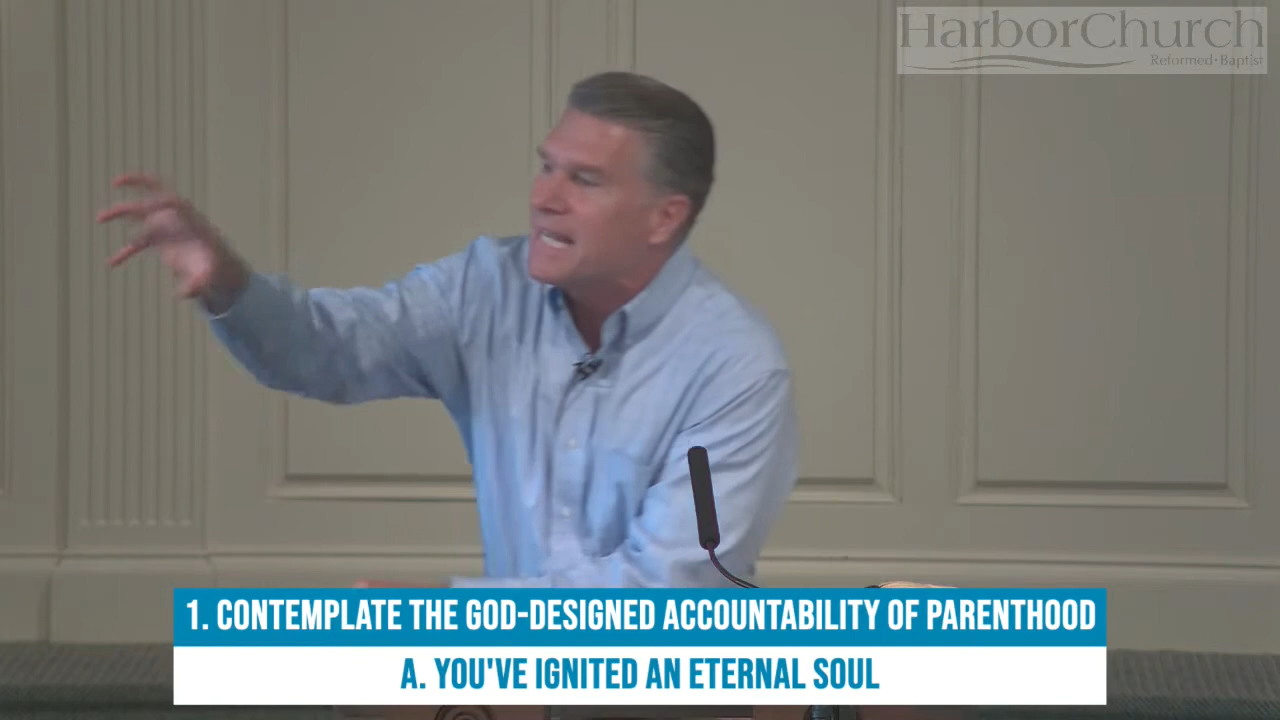 HarborChurch
Reformed·Baptist
1. CONTEMPLATE THE GOD-DESIGNED ACCOUNTABILITY OF PARENTHOOD
A. YOU'VE IGNITED AN ETERNAL SOUL